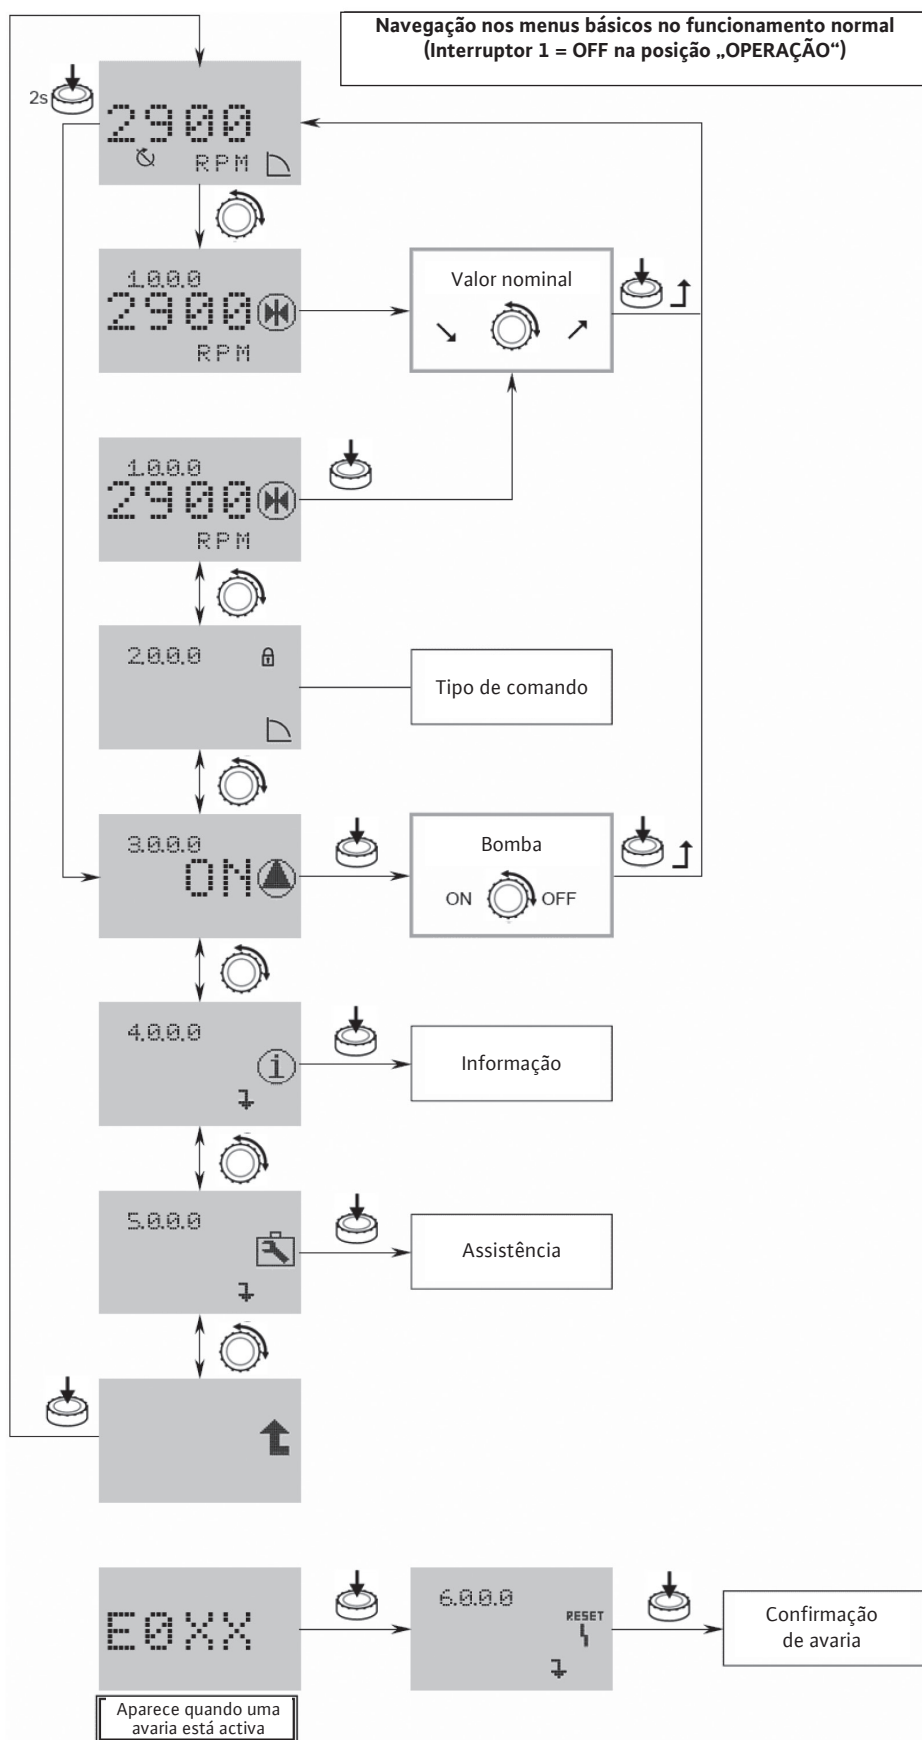 Navegação nos menus básicos no funcionamento normal
(Interruptor 1 = OFF na posição „OPERAÇÃO“)
2s
2900
RPM
1.0.0.0
2900
RPM
Valor nominal
1.0.0.0
2900
RPM
2.0.0.0
Tipo de comando
3.0.0.0
ON
Bomba
ON OFF
4.0.0.0
i
Informação
5.0.0.0
Assistência
E0XX
6.0.0.0
RESET
Confirmação
de avaria
Aparece quando uma
avaria está activa